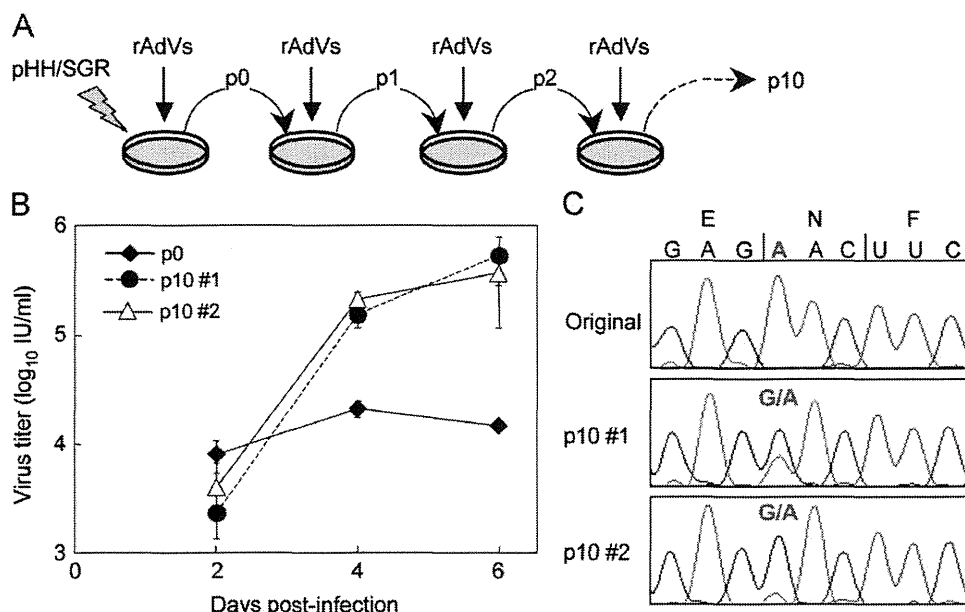 A
rAdVs rAdVs rAdVs rAdVs
pHH/SGR
p0 p1 p2 p10
B
Virus titer (log10 IU/ml)
6
5
4
3
p0
p10 #1
p10 #2
0 2 4 6
Days post-infection
C
E N F
G A G A A C U U C
Original
G/A
p10 #1
G/A
p10 #2